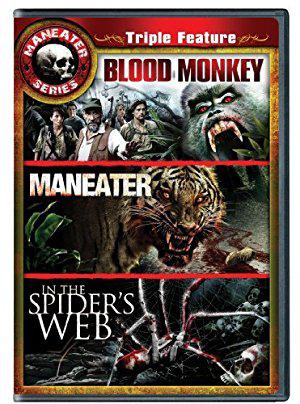 MANEATER
SERIES
Triple Feature
BLOOD MONKEY
MANEATER
IN THE
SPIDER'S
WEB